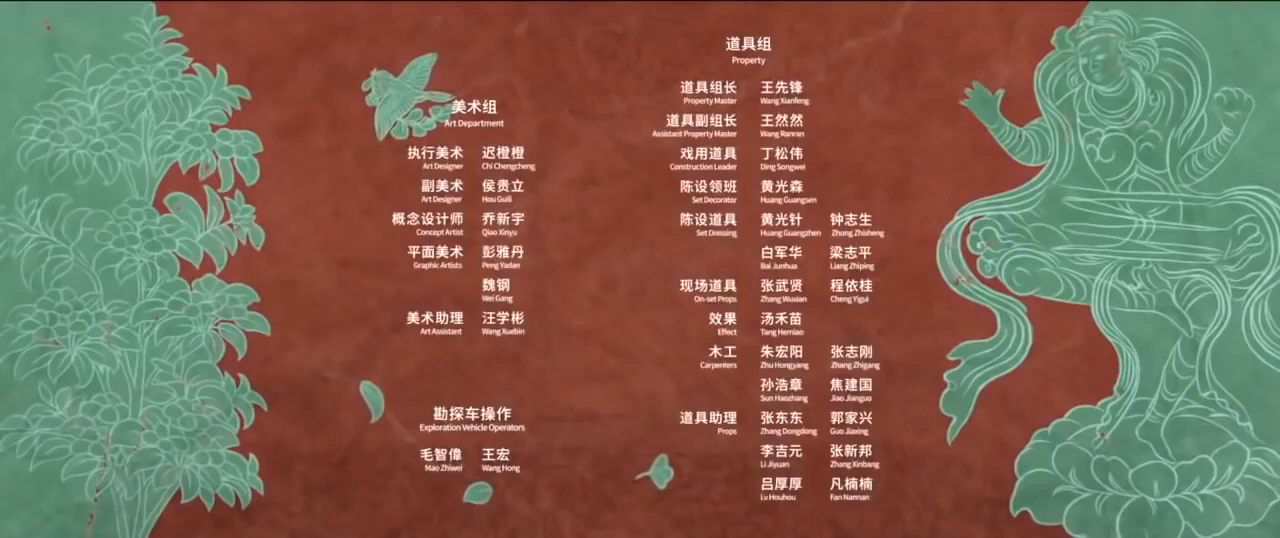 美术组
Art Department
执行美术 迟橙橙
Art Designer Chi Chengcheng
副美术 侯贵立
Art Designer Hou Guili
概念设计师 乔新宇
Concept Artist Qiao Xinyu
平面美术 彭雅丹
Graphic Artists Peng Yadan
魏钢
Wei Gang
美术助理 汪学彬
Art Assistant Wang Xuebin
勘探车操作
Exploration Vehicle Operators
毛智偉 王宏
Mao Zhiwei Wang Hong
道具组
Property
道具组长 王先锋
Property Master Wang Xianfeng
道具副组长 王然然
Assistant Property Master Wang Ranran
戏用道具 丁松伟
Construction Leader Ding Songwei
陈设领班 黄光森
Set Decorator Huang Guangsen
陈设道具 黄光针 钟志生
Set Dressing Huang Guangzhen Zhong Zhisheng
白军华 梁志平
Bai Junhua Liang Zhiping
现场道具 张武贤 程依桂
On-set Props Zhang Wuxian Cheng Yigui
效果 汤禾苗
Effect Tang Hemiao
木工 朱宏阳 张志刚
Carpenters Zhu Hongyang Zhang Zhigang
孙浩章 焦建国
Sun Haozhang Jiao Jianguo
道具助理 张东东 郭家兴
Props Zhang Dongdong Guo Jiaxing
李吉元 张新邦
Li Jiyuan Zhang Xinbang
吕厚厚 凡楠楠
Lv Houhou Fan Nannan